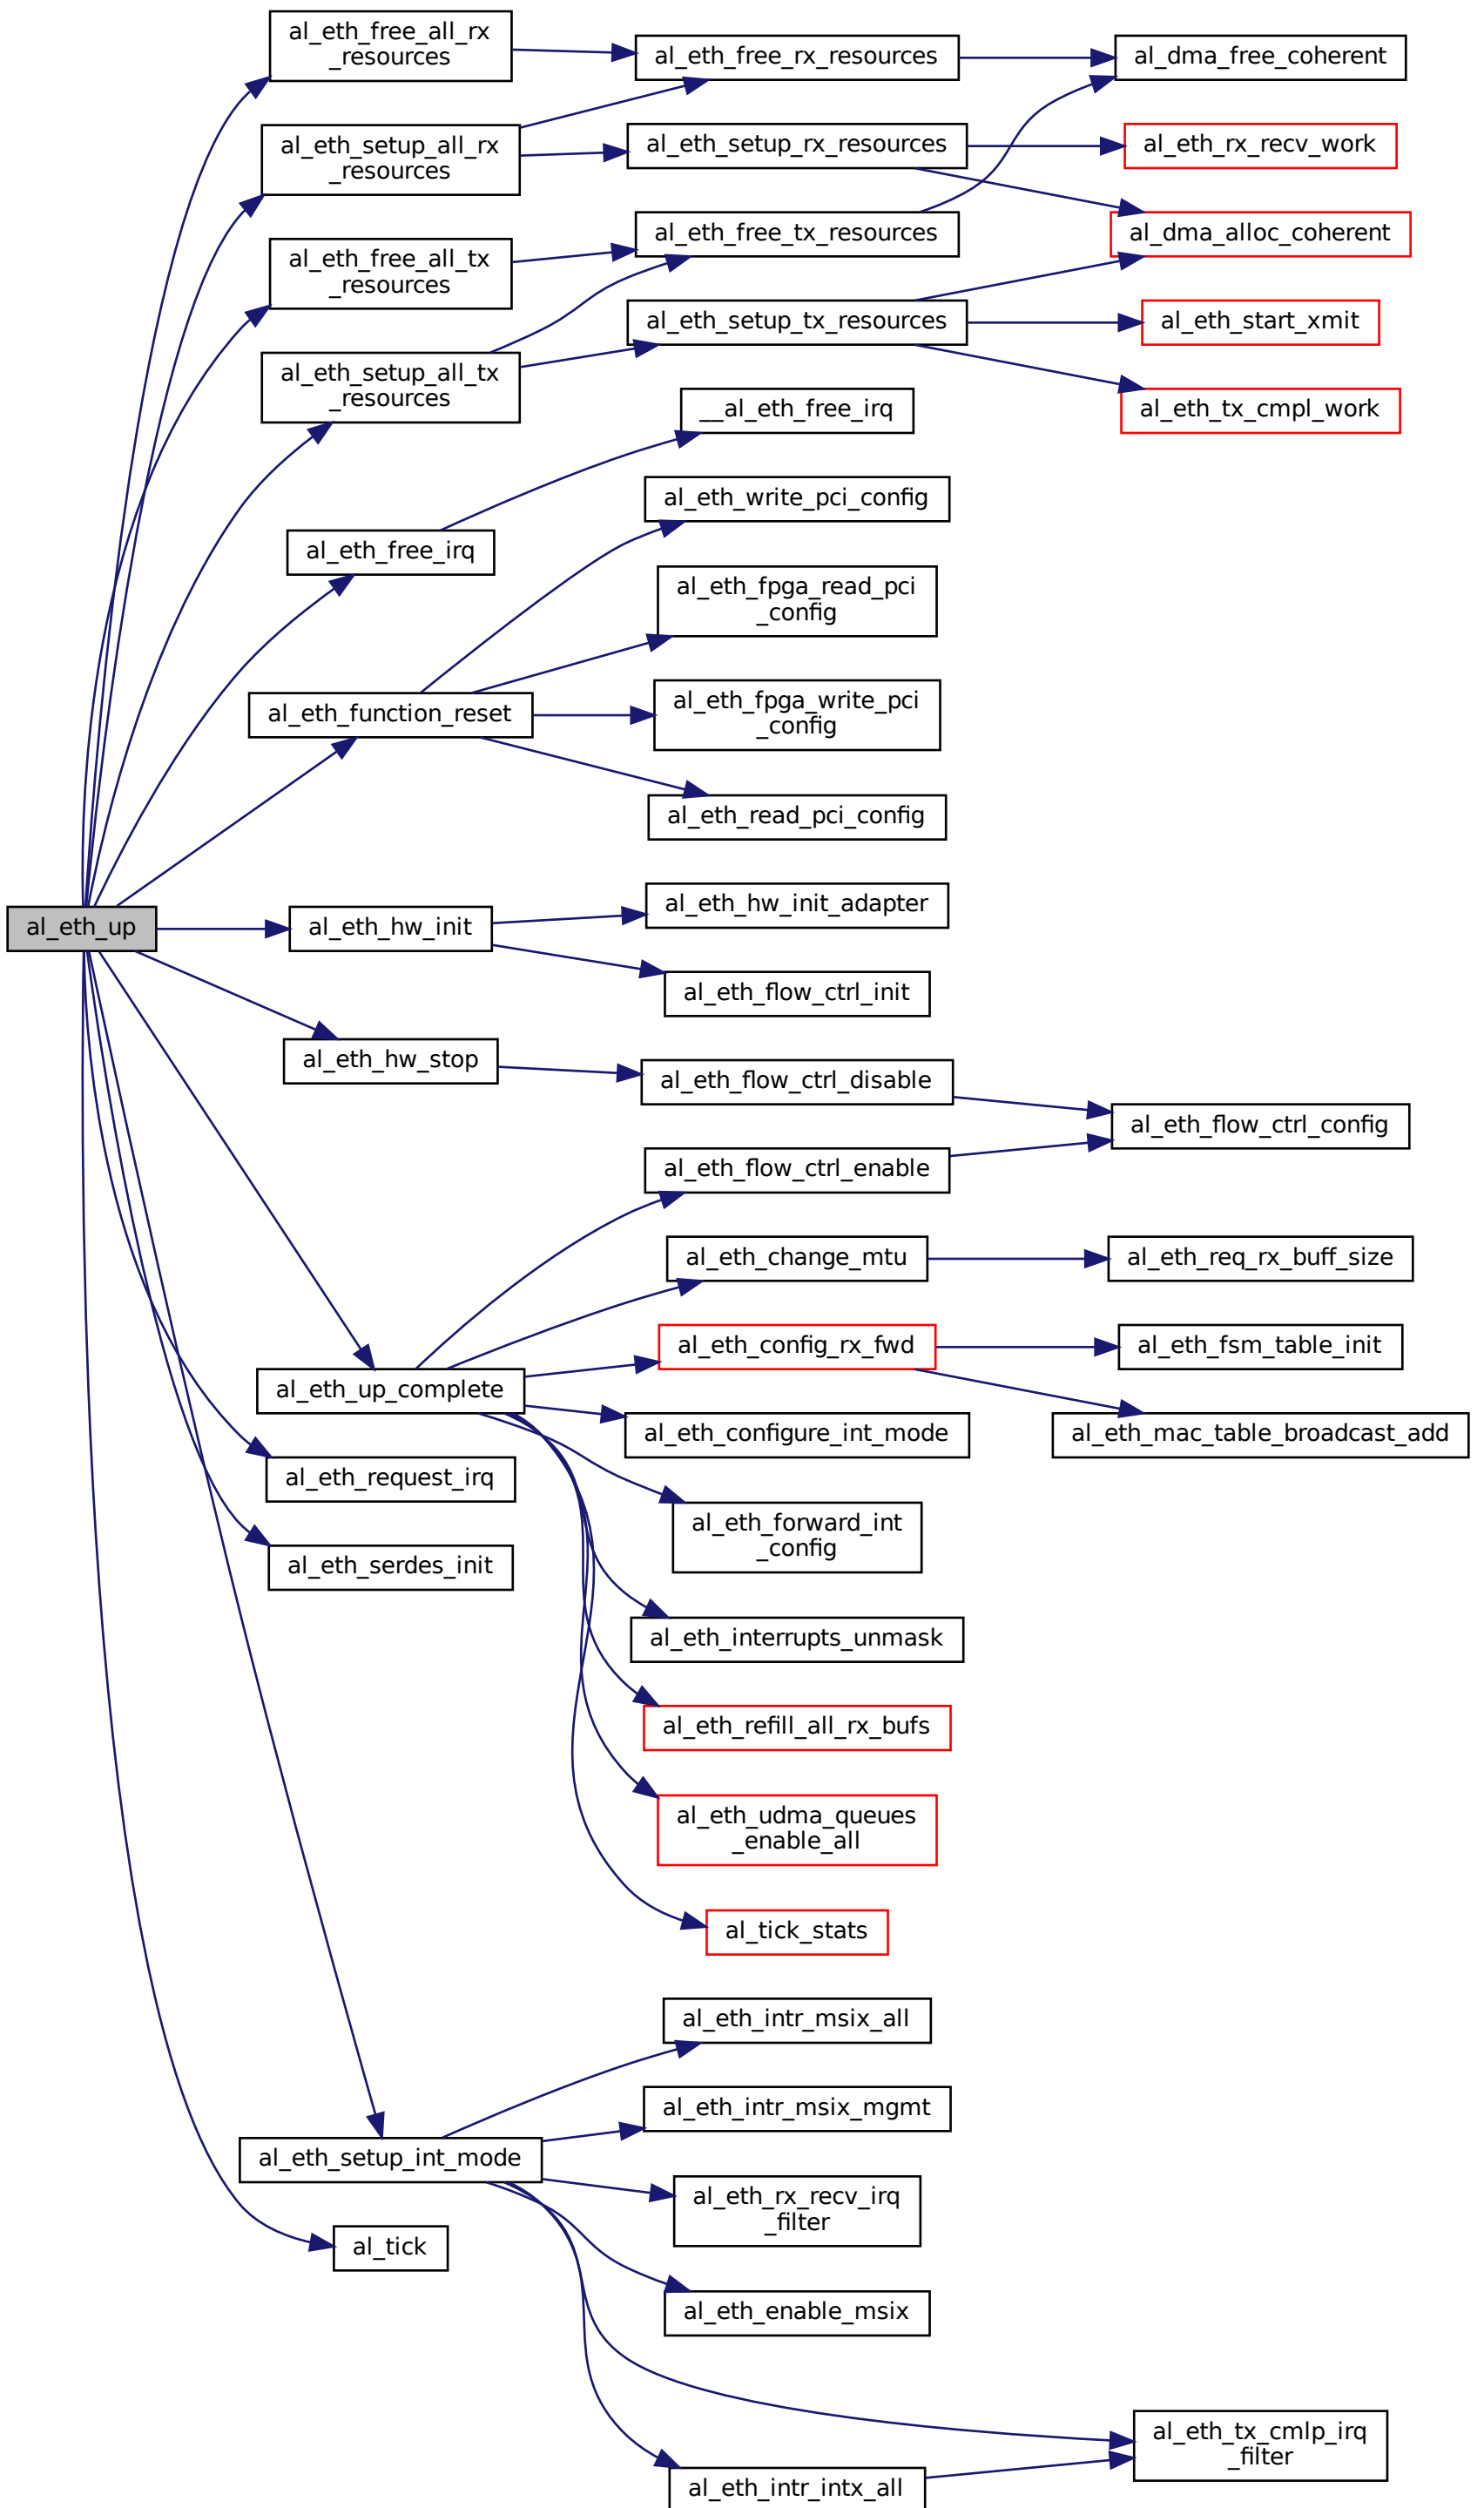 al_eth_free_all_rx
_resources
al_eth_free_rx_resources
al_dma_free_coherent
al_eth_setup_all_rx
_resources
al_eth_setup_rx_resources
al_eth_rx_recv_work
al_eth_free_all_tx
_resources
al_eth_free_tx_resources
al_dma_alloc_coherent
al_eth_setup_all_tx
_resources
al_eth_setup_tx_resources
al_eth_start_xmit
al_eth_tx_cmpl_work
__al_eth_free_irq
al_eth_free_irq
al_eth_write_pci_config
al_eth_fpga_read_pci
_config
al_eth_function_reset
al_eth_fpga_write_pci
_config
al_eth_read_pci_config
al_eth_up
al_eth_hw_init
al_eth_hw_init_adapter
al_eth_flow_ctrl_init
al_eth_hw_stop
al_eth_flow_ctrl_disable
al_eth_flow_ctrl_config
al_eth_flow_ctrl_enable
al_eth_change_mtu
al_eth_req_rx_buff_size
al_eth_config_rx_fwd
al_eth_fsm_table_init
al_eth_up_complete
al_eth_configure_int_mode
al_eth_mac_table_broadcast_add
al_eth_request_irq
al_eth_forward_int
_config
al_eth_serdes_init
al_eth_interrupts_unmask
al_eth_refill_all_rx_bufs
al_eth_udma_queues
_enable_all
al_tick_stats
al_eth_intr_msix_all
al_eth_intr_msix_mgmt
al_eth_setup_int_mode
al_eth_rx_recv_irq
_filter
al_tick
al_eth_enable_msix
al_eth_tx_cmlp_irq
_filter
al_eth_intr_intx_all